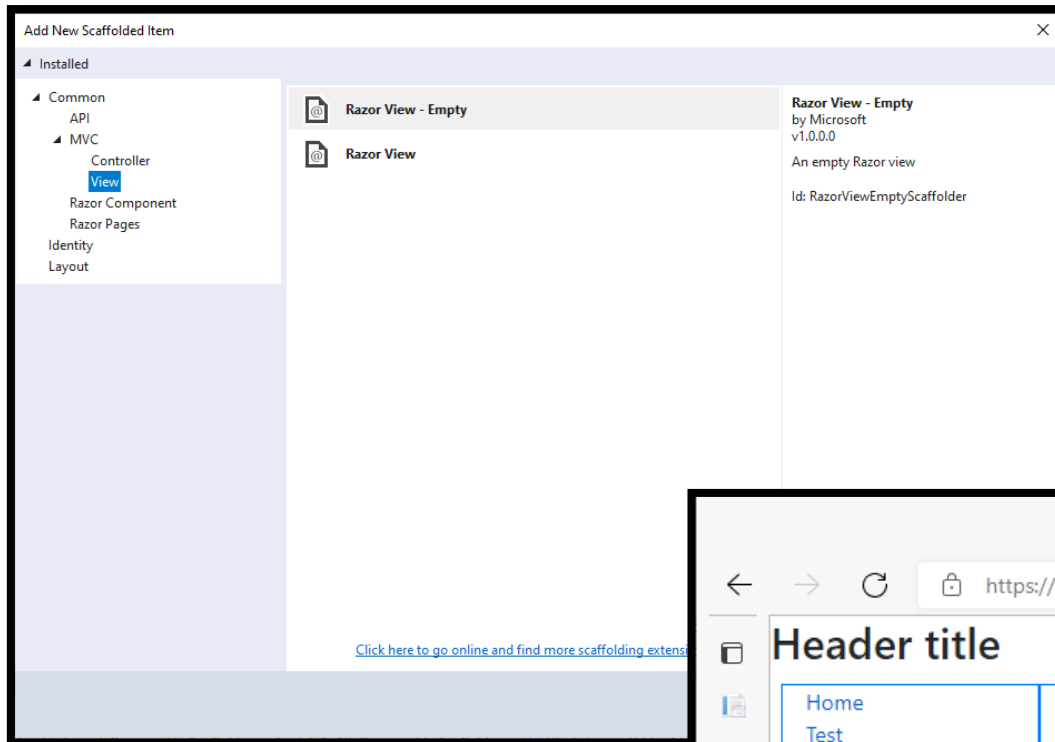 Add New Scaffolded Item
Installed
Common
API
MVC
Controller
View
Razor Component
Razor Pages
Identity
Layout
@ Razor View - Empty
@ Razor View
Razor View - Empty
by Microsoft
v1.0.0.0
An empty Razor view
Id: RazorViewEmptyScaffolder
Click here to go online and find more scaffolding
https://
Header title
Home
Test